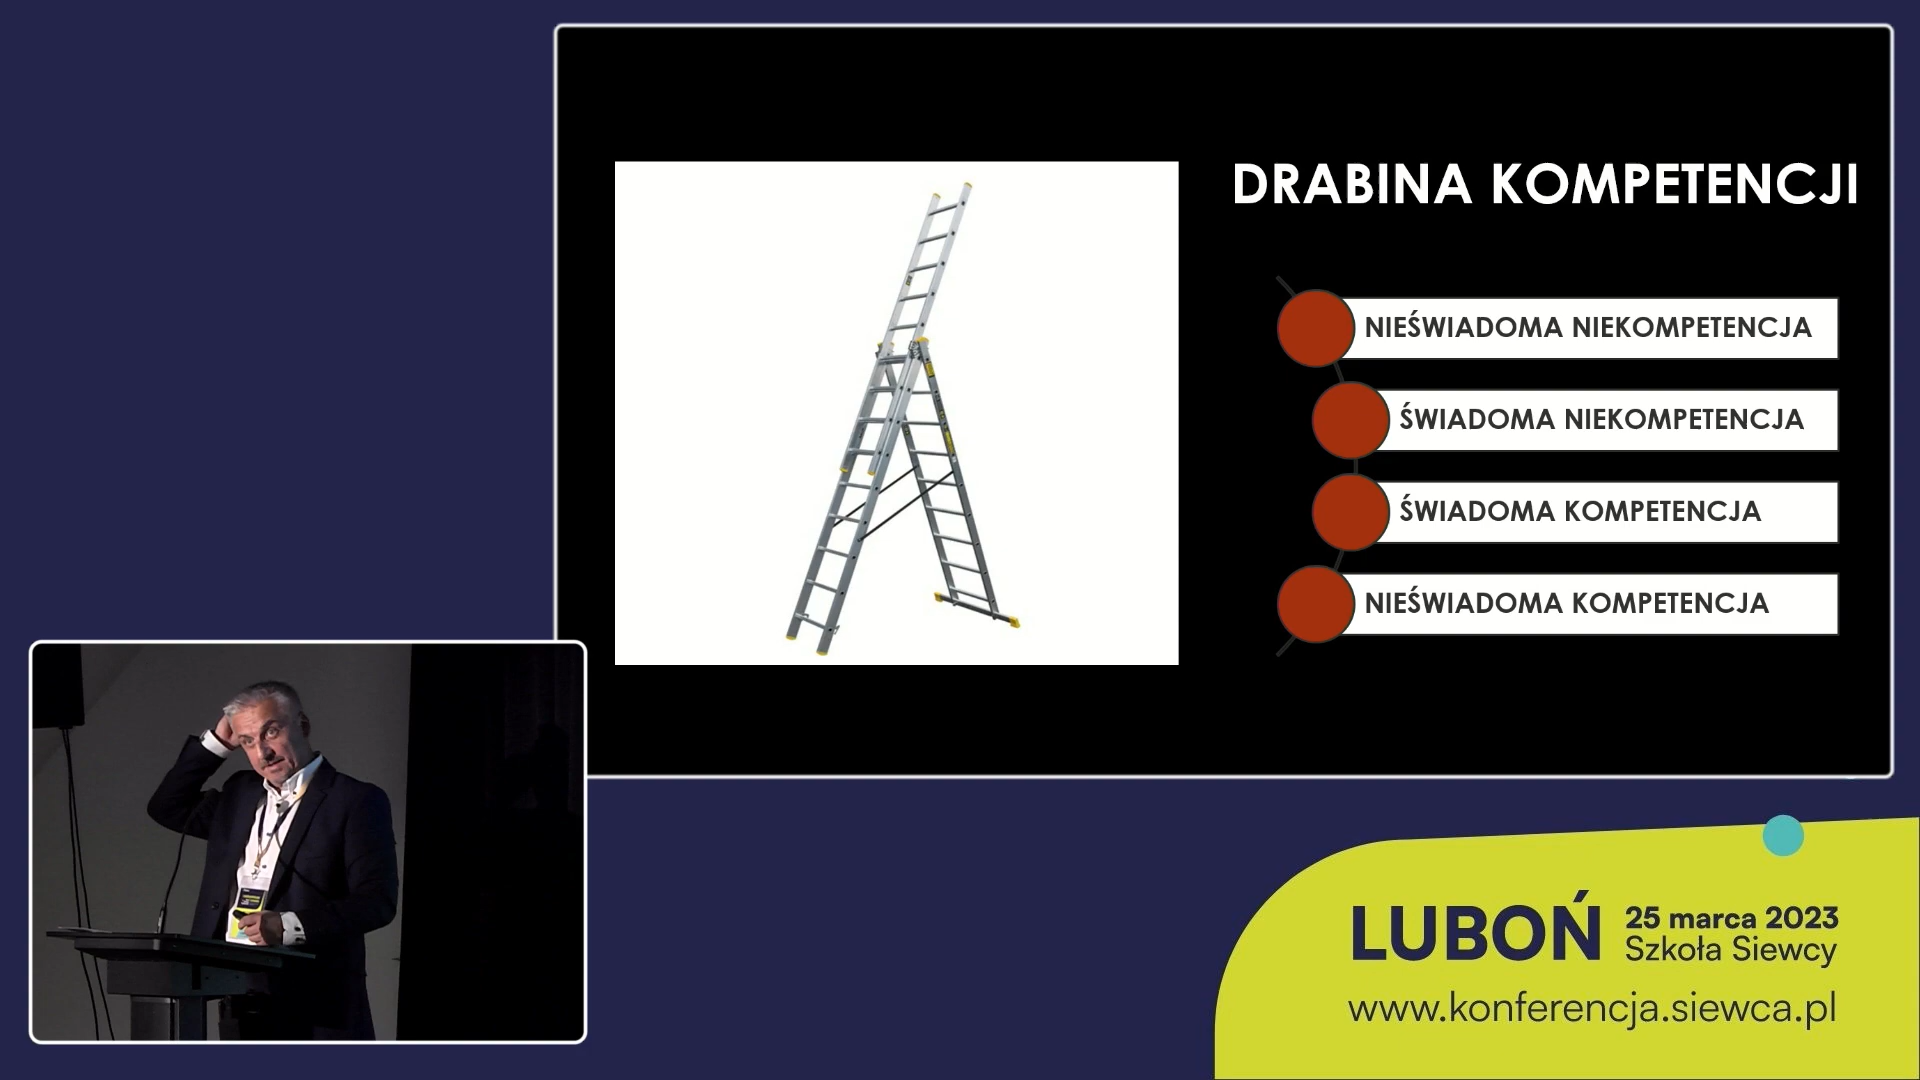 DRABINA KOMPETENCJI
NIEŚWIADOMA NIEKOMPETENCJA
ŚWIADOMA NIEKOMPETENCJA
ŚWIADOMA KOMPETENCJA
NIEŚWIADOMA KOMPETENCJA
LUBOŃ
25 marca 2023
Szkoła Siewcy
www.konferencja.siewca.pl